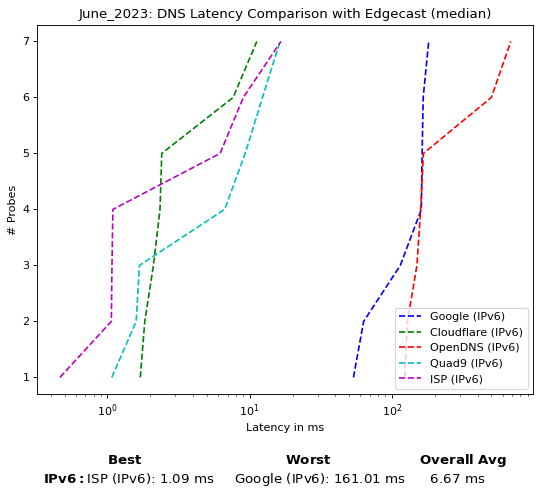 June_2023: DNS Latency Comparison with Edgecast (median)
# Probes
7
6
5
4
3
2
1
Google (IPv6)
Cloudflare (IPv6)
OpenDNS (IPv6)
Quad9 (IPv6)
ISP (IPv6)
10⁰ 10¹ 10²
Latency in ms
Best Worst Overall Avg
IPv6: ISP (IPv6): 1.09 ms Google (IPv6): 161.01 ms 6.67 ms